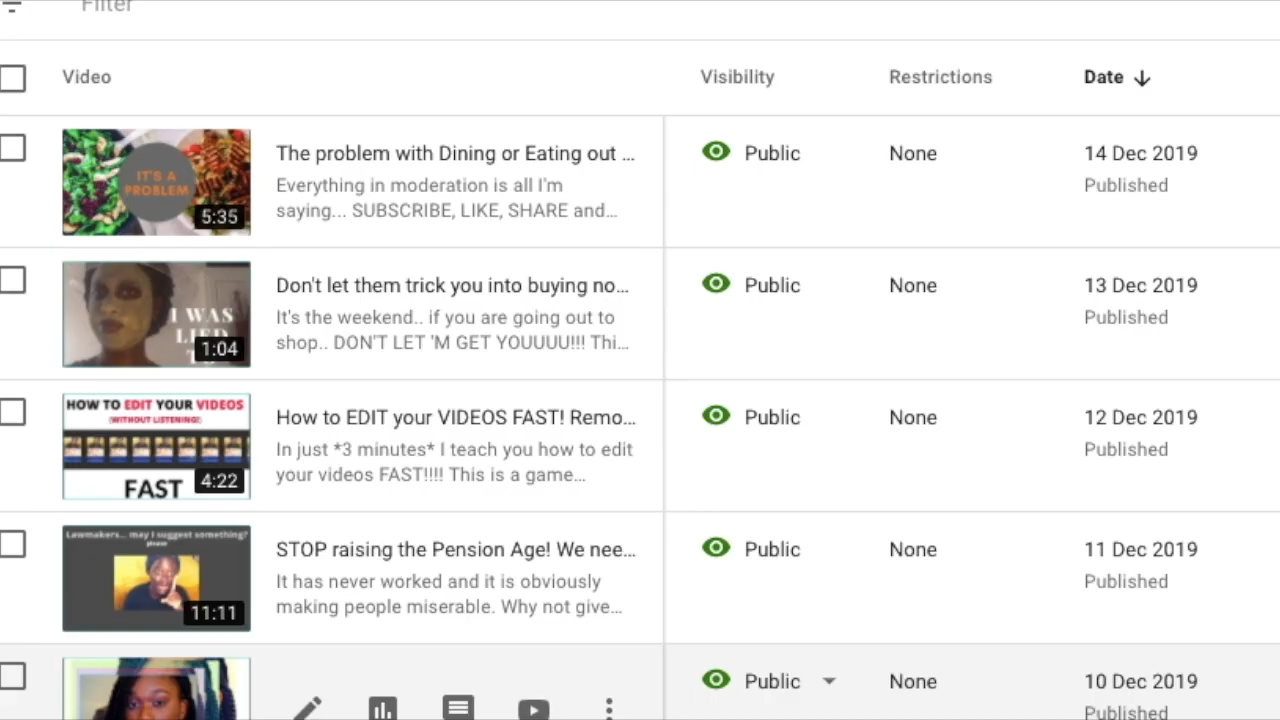 Filter
Video Visibility Restrictions Date
IT'S A
PROBLEM
5:35
The problem with Dining or Eating out ...
Everything in moderation is all I'm
saying... SUBSCRIBE, LIKE, SHARE and...
Public None 14 Dec 2019
Published
I WAS
LIED
TO
1:04
Don't let them trick you into buying no...
It's the weekend.. if you are going out to
shop.. DON'T LET 'M GET YOUUUU!!! Thi...
Public None 13 Dec 2019
Published
HOW TO EDIT YOUR VIDEOS
(WITHOUT LISTENING!)
FAST
4:22
How to EDIT your VIDEOS FAST! Remo...
In just *3 minutes* I teach you how to edit
your videos FAST!!!! This is a game...
Public None 12 Dec 2019
Published
Lawmakers... may I suggest something?
please
11:11
STOP raising the Pension Age! We nee...
It has never worked and it is obviously
making people miserable. Why not give...
Public None 11 Dec 2019
Published
Public None 10 Dec 2019
Published